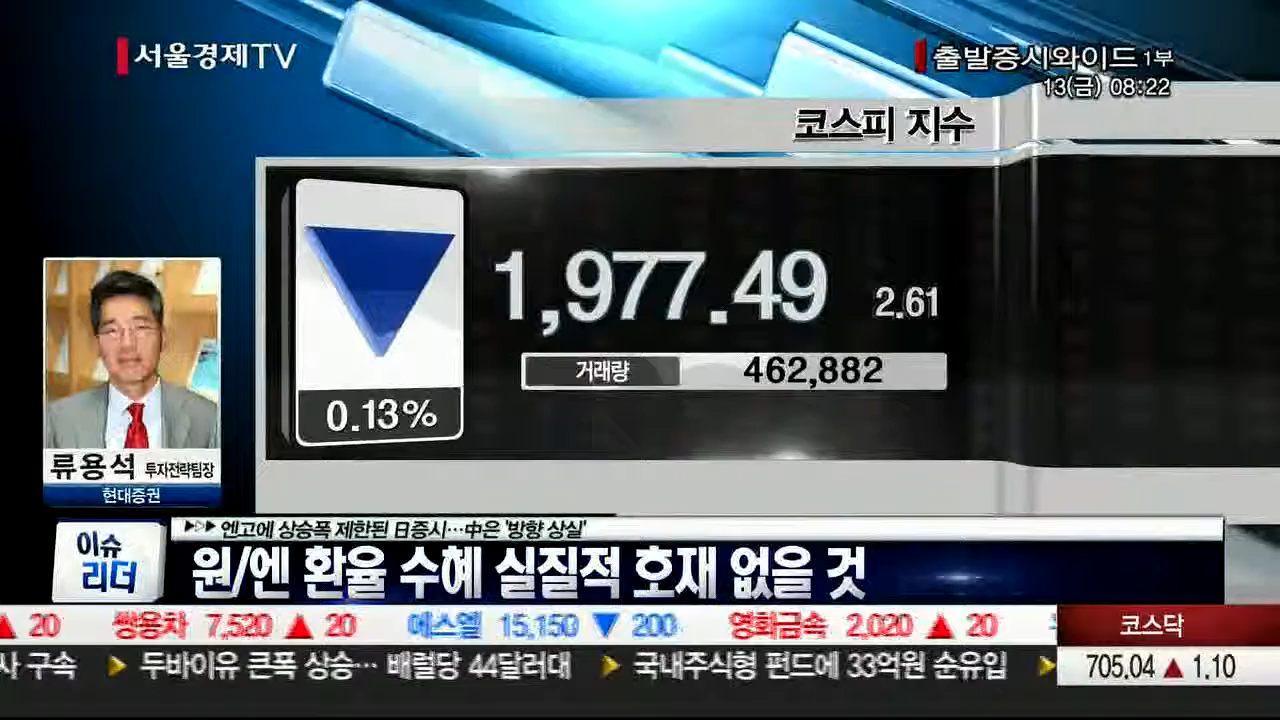 서울경제TV
출발증시와이드 1부
13(금) 08:22
코스피 지수
1,977.49 2.61
거래량 462,882
0.13%
류용석 투자전략팀장
현대증권
▶▷▶ 엔고에 상승폭 제한된 日증시…中은 '방향 상실'
이슈
리더
원/엔 환율 수혜 실질적 호재 없을 것
▲ 20 쌍용차 7,520 ▲ 20 에스엘 15,150 ▼ 200 영화금속 2,020 ▲ 20
코스닥
사 구속 ▶ 두바이유 큰폭 상승… 배럴당 44달러대 ▶ 국내주식형 펀드에 33억원 순유입 ▶
705.04 ▲ 1.10